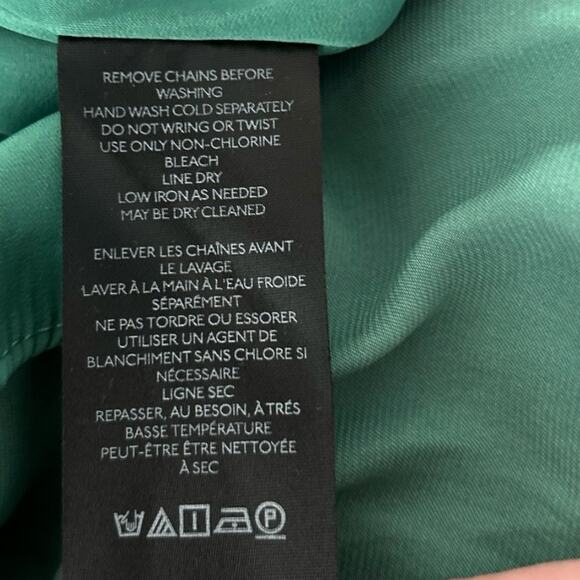 REMOVE CHAINS BEFORE
WASHING
HAND WASH COLD SEPARATELY
DO NOT WRING OR TWIST
USE ONLY NON-CHLORINE
BLEACH
LINE DRY
LOW IRON AS NEEDED
MAY BE DRY CLEANED
ENLEVER LES CHAÎNES AVANT
LE LAVAGE
LAVER À LA MAIN À L'EAU FROIDE
SÉPARÉMENT
NE PAS TORDRE OU ESSORER
UTILISER UN AGENT DE
BLANCHIMENT SANS CHLORE SI
NÉCESSAIRE
LIGNE SEC
REPASSER, AU BESOIN, À TRÉS
BASSE TEMPÉRATURE
PEUT-ÊTRE ÊTRE NETTOYÉE
À SEC
P